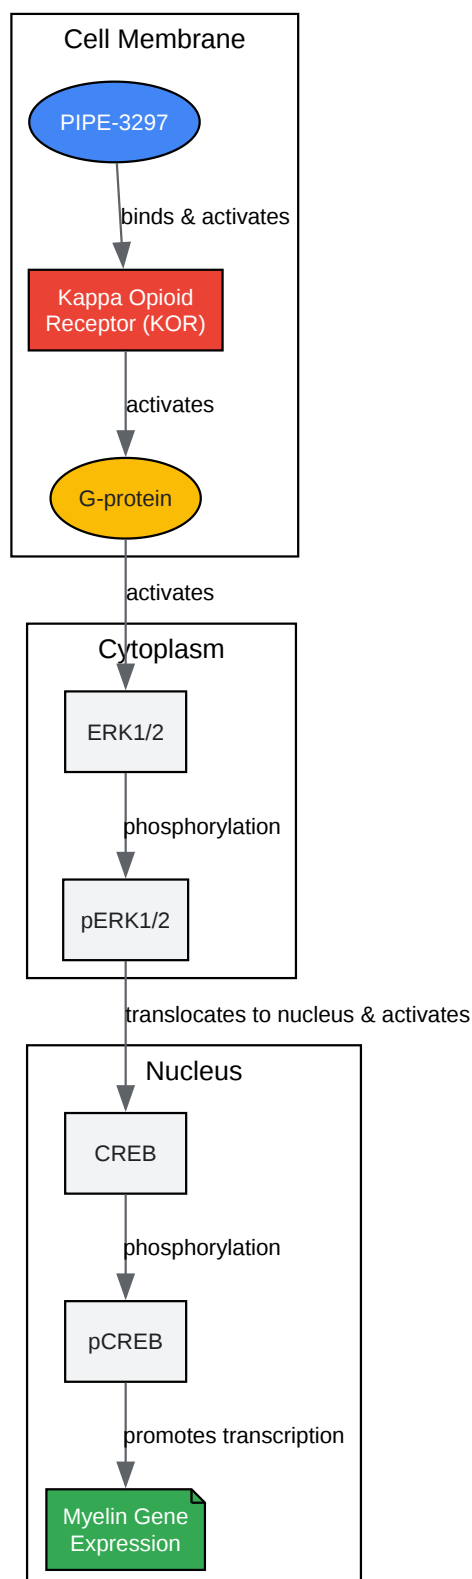 Cell Membrane
PIPE-3297
binds & activates
Kappa Opioid
Receptor (KOR)
activates
G-protein
activates
Cytoplasm
ERK1/2
phosphorylation
pERK1/2
translocates to nucleus & activates
Nucleus
CREB
phosphorylation
pCREB
promotes transcription
Myelin Gene
Expression